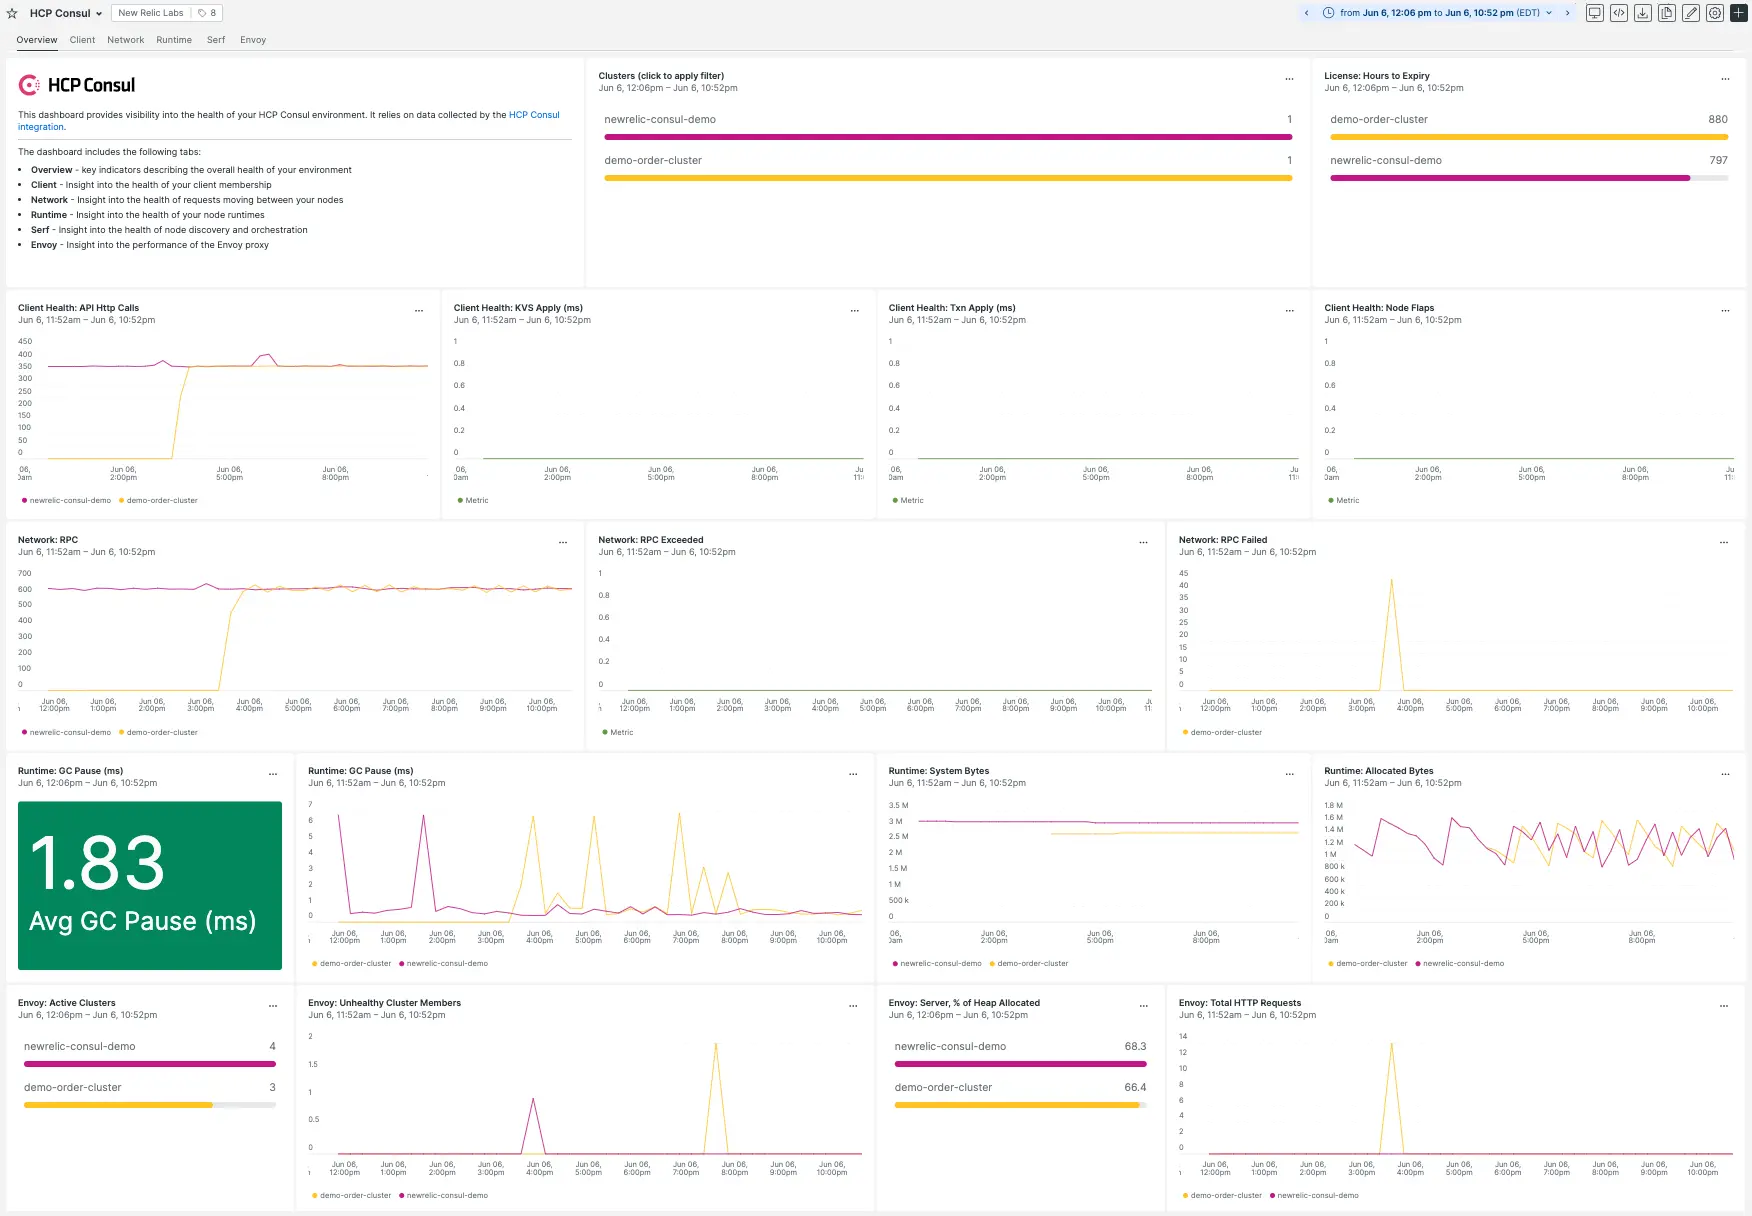 HCP Consul
New Relic Labs
8
from Jun 6, 12:06 pm to Jun 6, 10:52 pm (EDT)
Overview Client Network Runtime Serf Envoy
HCP Consul
This dashboard provides visibility into the health of your HCP Consul environment. It relies on data collected by the HCP Consul
integration.
The dashboard includes the following tabs:
• Overview - key indicators describing the overall health of your environment
• Client - Insight into the health of your client membership
• Network - Insight into the health of requests moving between your nodes
• Runtime - Insight into the health of your node runtimes
• Serf - Insight into the health of node discovery and orchestration
• Envoy - Insight into the performance of the Envoy proxy
Clusters (click to apply filter)
Jun 6, 12:06pm – Jun 6, 10:52pm
newrelic-consul-demo 1
demo-order-cluster 1
License: Hours to Expiry
Jun 6, 12:06pm – Jun 6, 10:52pm
demo-order-cluster 880
newrelic-consul-demo 797
Client Health: API Http Calls
Jun 6, 11:52am – Jun 6, 10:52pm
450
400
350
300
250
200
150
100
50
0
06, Jun 06, Jun 06, Jun 06,
0am 2:00pm 5:00pm 8:00pm
newrelic-consul-demo demo-order-cluster
Client Health: KVS Apply (ms)
Jun 6, 11:52am – Jun 6, 10:52pm
1
0.8
0.6
0.4
0.2
0
06, Jun 06, Jun 06, Jun 06, Ju
0am 2:00pm 5:00pm 8:00pm 11:
Metric
Client Health: Txn Apply (ms)
Jun 6, 11:52am – Jun 6, 10:52pm
1
0.8
0.6
0.4
0.2
0
06, Jun 06, Jun 06, Jun 06, Ju
0am 2:00pm 5:00pm 8:00pm 11:
Metric
Client Health: Node Flaps
Jun 6, 11:52am – Jun 6, 10:52pm
1
0.8
0.6
0.4
0.2
0
06, Jun 06, Jun 06, Jun 06, Ju
0am 2:00pm 5:00pm 8:00pm 11:
Metric
Network: RPC
Jun 6, 11:52am – Jun 6, 10:52pm
700
600
500
400
300
200
100
0
Jun 06, Jun 06, Jun 06, Jun 06, Jun 06, Jun 06, Jun 06, Jun 06, Jun 06, Jun 06, Jun 06,
12:00pm 1:00pm 2:00pm 3:00pm 4:00pm 5:00pm 6:00pm 7:00pm 8:00pm 9:00pm 10:00pm
newrelic-consul-demo demo-order-cluster
Network: RPC Exceeded
Jun 6, 11:52am – Jun 6, 10:52pm
1
0.8
0.6
0.4
0.2
0
Jun 06, Jun 06, Jun 06, Jun 06, Jun 06, Jun 06, Jun 06, Jun 06, Jun 06, Jun 06, Jun 06, Ju
12:00pm 1:00pm 2:00pm 3:00pm 4:00pm 5:00pm 6:00pm 7:00pm 8:00pm 9:00pm 10:00pm 11:
Metric
Network: RPC Failed
Jun 6, 11:52am – Jun 6, 10:52pm
45
40
35
30
25
20
15
10
5
0
Jun 06, Jun 06, Jun 06, Jun 06, Jun 06, Jun 06, Jun 06, Jun 06, Jun 06, Jun 06, Jun 06,
12:00pm 1:00pm 2:00pm 3:00pm 4:00pm 5:00pm 6:00pm 7:00pm 8:00pm 9:00pm 10:00pm
demo-order-cluster
Runtime: GC Pause (ms)
Jun 6, 12:06pm – Jun 6, 10:52pm
1.83
Avg GC Pause (ms)
Runtime: GC Pause (ms)
Jun 6, 11:52am – Jun 6, 10:52pm
7
6
5
4
3
2
1
0
Jun 06, Jun 06, Jun 06, Jun 06, Jun 06, Jun 06, Jun 06, Jun 06, Jun 06, Jun 06, Jun 06,
12:00pm 1:00pm 2:00pm 3:00pm 4:00pm 5:00pm 6:00pm 7:00pm 8:00pm 9:00pm 10:00pm
demo-order-cluster newrelic-consul-demo
Runtime: System Bytes
Jun 6, 11:52am – Jun 6, 10:52pm
3.5 M
3 M
2.5 M
2 M
1.5 M
1 M
500 k
0
06, Jun 06, Jun 06, Jun 06,
0am 2:00pm 5:00pm 8:00pm
newrelic-consul-demo demo-order-cluster
Runtime: Allocated Bytes
Jun 6, 11:52am – Jun 6, 10:52pm
1.8 M
1.6 M
1.4 M
1.2 M
1 M
800 k
600 k
400 k
200 k
0
06, Jun 06, Jun 06, Jun 06,
0am 2:00pm 5:00pm 8:00pm
demo-order-cluster newrelic-consul-demo
Envoy: Active Clusters
Jun 6, 12:06pm – Jun 6, 10:52pm
newrelic-consul-demo 4
demo-order-cluster 3
Envoy: Unhealthy Cluster Members
Jun 6, 11:52am – Jun 6, 10:52pm
2
1.5
1
0.5
0
Jun 06, Jun 06, Jun 06, Jun 06, Jun 06, Jun 06, Jun 06, Jun 06, Jun 06, Jun 06, Jun 06,
12:00pm 1:00pm 2:00pm 3:00pm 4:00pm 5:00pm 6:00pm 7:00pm 8:00pm 9:00pm 10:00pm
demo-order-cluster newrelic-consul-demo
Envoy: Server, % of Heap Allocated
Jun 6, 12:06pm – Jun 6, 10:52pm
newrelic-consul-demo 68.3
demo-order-cluster 66.4
Envoy: Total HTTP Requests
Jun 6, 11:52am – Jun 6, 10:52pm
14
12
10
8
6
4
2
0
Jun 06, Jun 06, Jun 06, Jun 06, Jun 06, Jun 06, Jun 06, Jun 06, Jun 06, Jun 06, Jun 06,
12:00pm 1:00pm 2:00pm 3:00pm 4:00pm 5:00pm 6:00pm 7:00pm 8:00pm 9:00pm 10:00pm
demo-order-cluster newrelic-consul-demo